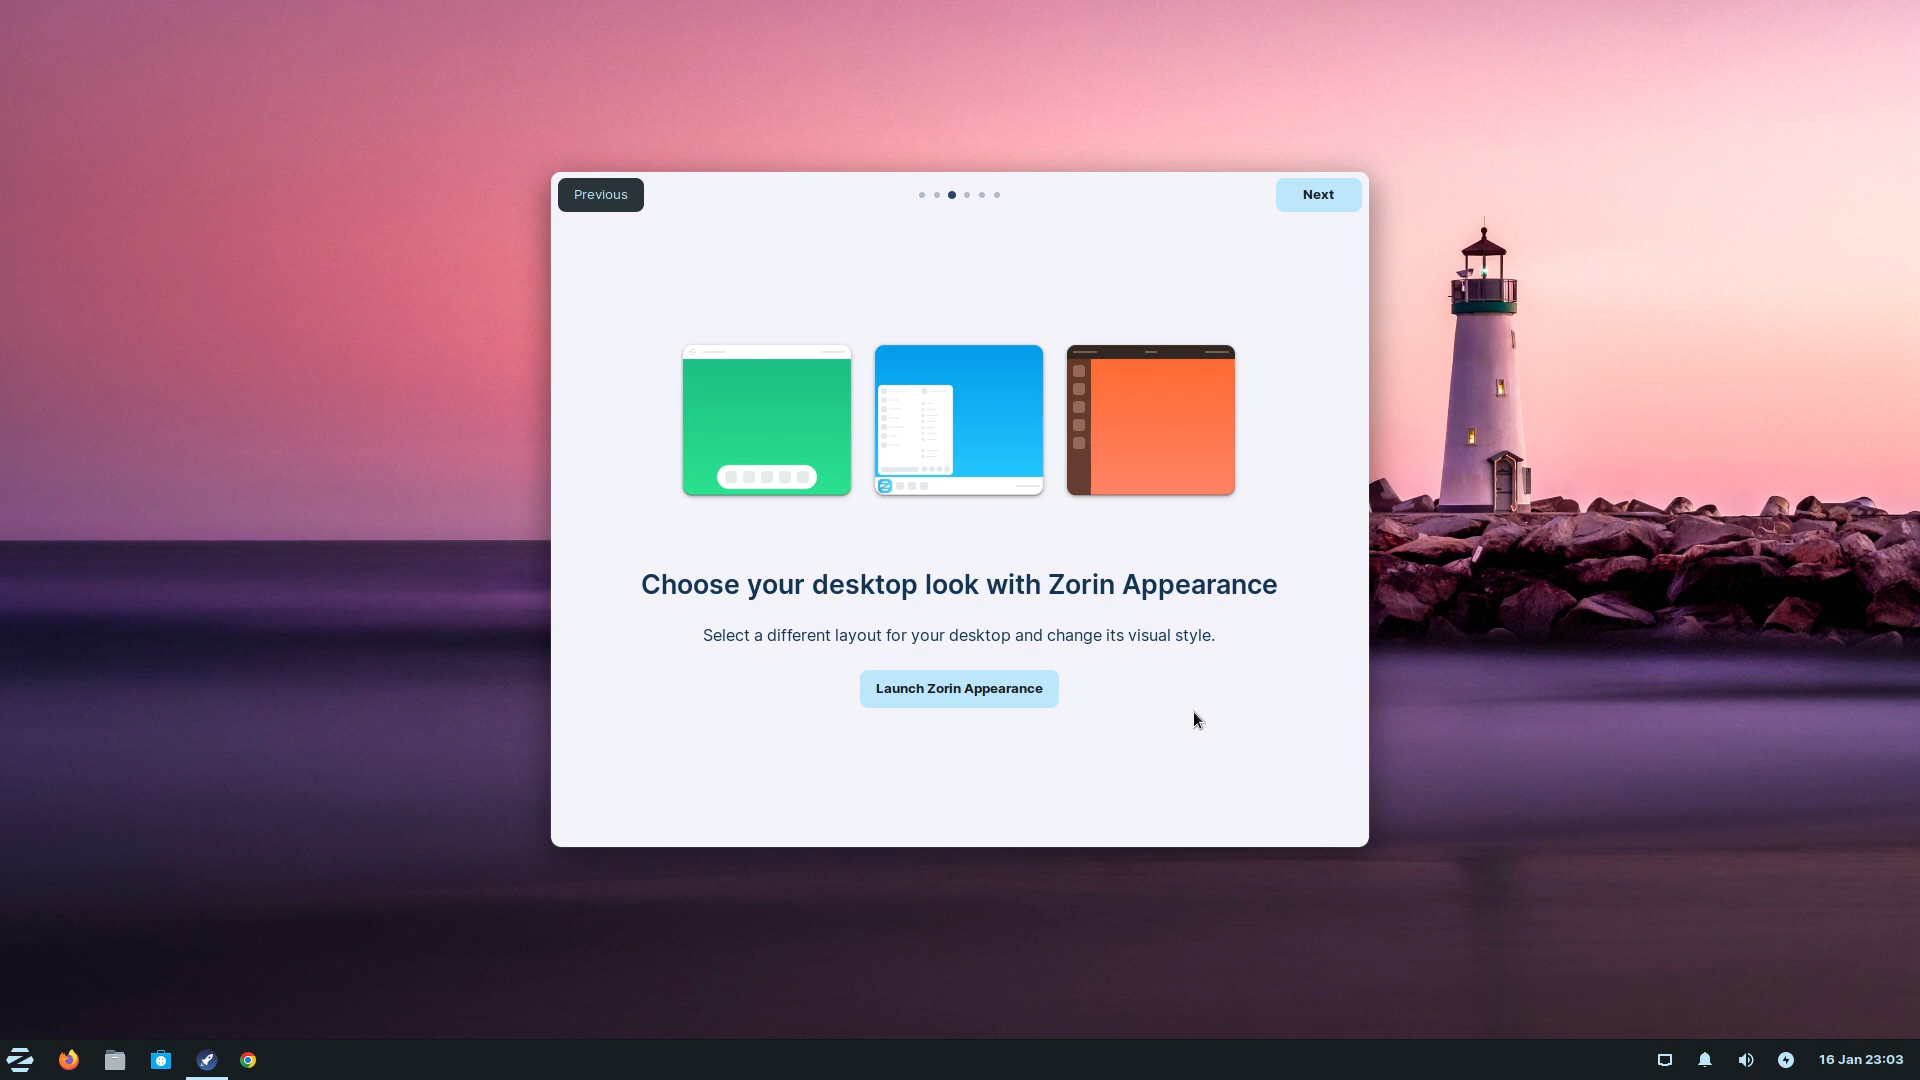 Previous
Next
Choose your desktop look with Zorin Appearance
Select a different layout for your desktop and change its visual style.
Launch Zorin Appearance
16 Jan 23:03